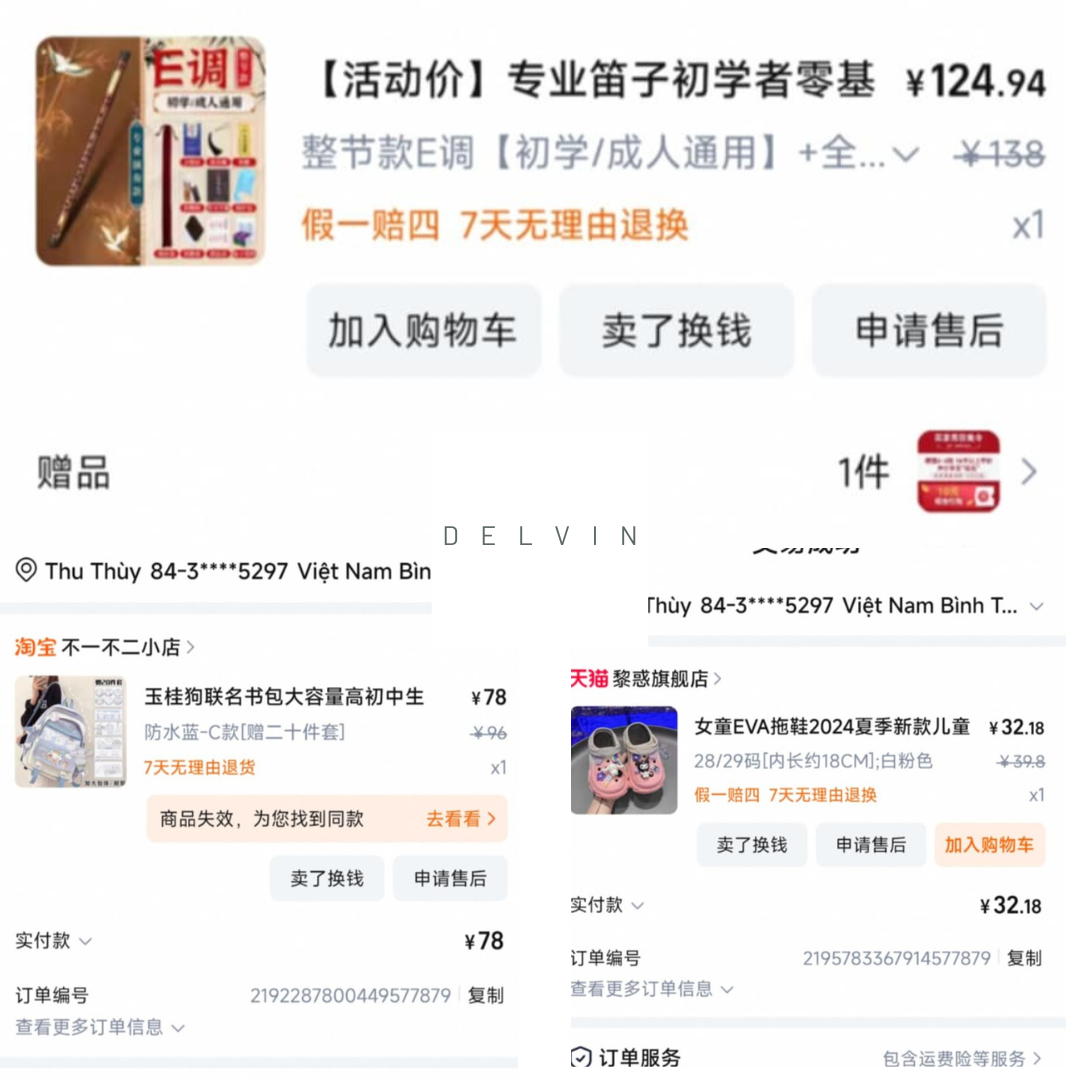 E调
初学/成人通用
【活动价】专业笛子初学者零基 ¥124.94
整节款E调【初学/成人通用】+全... ¥138
假一赔四 7天无理由退换 x1
加入购物车 卖了换钱 申请售后
赠品 1件
DELVIN
Thu Thùy 84-3****5297 Việt Nam Bìn
淘宝 不一不二小店
玉桂狗联名书包大容量高初中生 ¥78
防水蓝-C款[赠二十件套] ¥96
7天无理由退货 x1
商品失效，为您找到同款 去看看
卖了换钱 申请售后
实付款 ¥78
订单编号 2192287800449577879 复制
查看更多订单信息
交易成功
Thùy 84-3****5297 Việt Nam Bình T...
天猫 黎惑旗舰店
女童EVA拖鞋2024夏季新款儿童 ¥32.18
28/29码[内长约18CM];白粉色 ¥39.8
假一赔四 7天无理由退换 x1
卖了换钱 申请售后 加入购物车
实付款 ¥32.18
订单编号 2195783367914577879 复制
查看更多订单信息
订单服务 包含运费险等服务